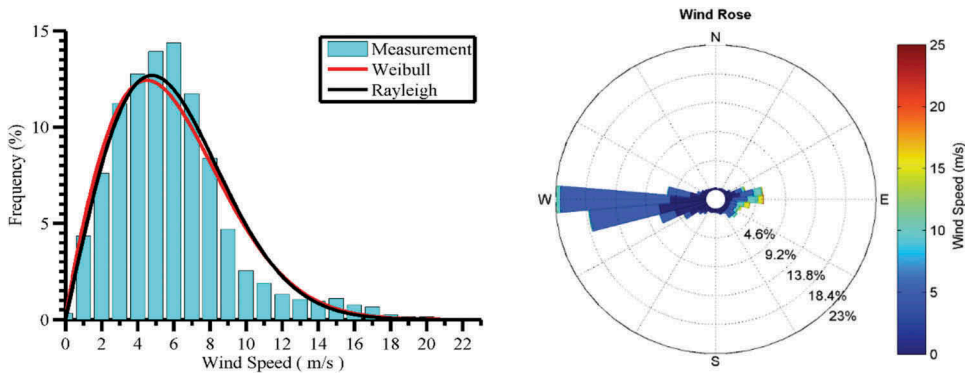 15
10
5
0
Frequency (%)
Measurement
Weibull
Rayleigh
0 2 4 6 8 10 12 14 16 18 20 22
Wind Speed ( m/s )
Wind Rose
N
W
E
S
4.6%
9.2%
13.8%
18.4%
23%
25
20
15
10
5
0
Wind Speed (m/s)